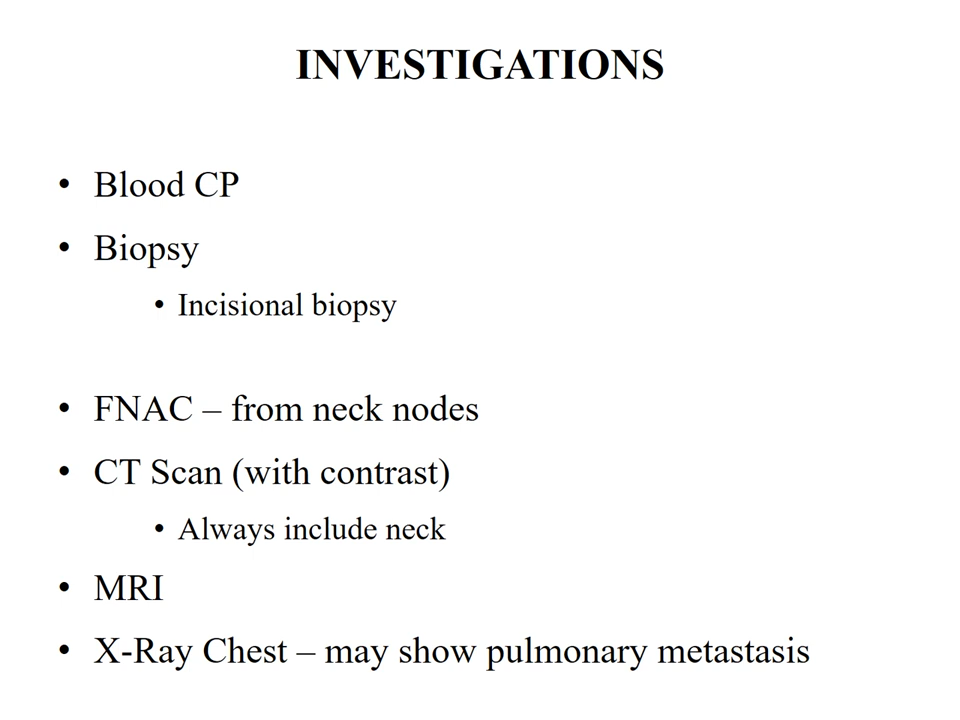 INVESTIGATIONS
• Blood CP
• Biopsy
• Incisional biopsy
• FNAC – from neck nodes
• CT Scan (with contrast)
• Always include neck
• MRI
• X-Ray Chest – may show pulmonary metastasis